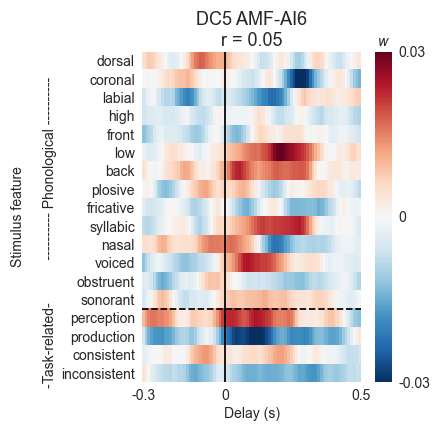 DC5 AMF-AI6
r = 0.05
w
Stimulus feature
---------- Phonological ----------
-Task-related-
dorsal
coronal
labial
high
front
low
back
plosive
fricative
syllabic
nasal
voiced
obstruent
sonorant
perception
production
consistent
inconsistent
-0.3
0
0.5
Delay (s)
0.03
0
-0.03